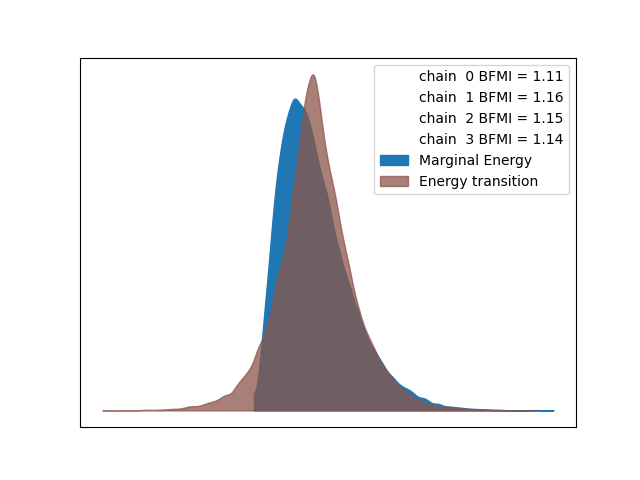 chain  0 BFMI = 1.11
chain  1 BFMI = 1.16
chain  2 BFMI = 1.15
chain  3 BFMI = 1.14
Marginal Energy
Energy transition